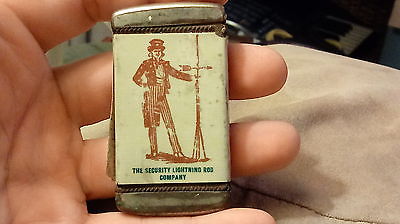 THE SECURITY LIGHTNING ROD
COMPANY